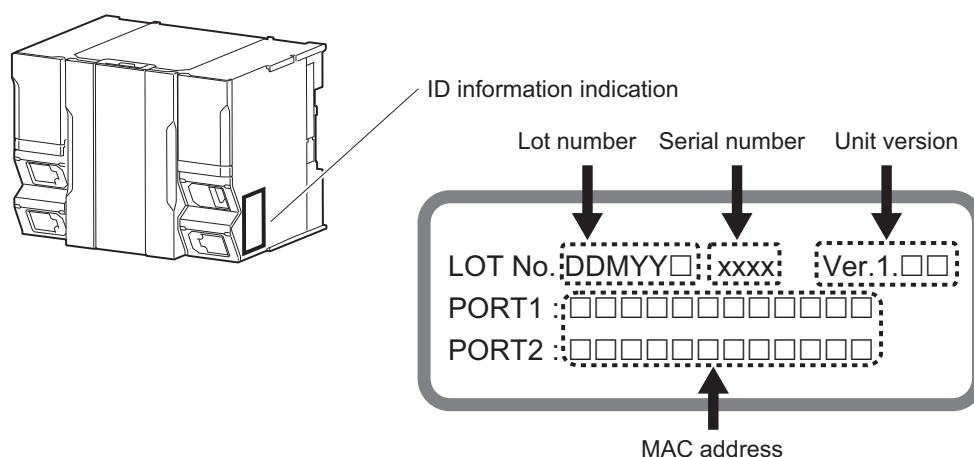 ID information indication
Lot number Serial number Unit version
LOT No. DDMYY□ xxxx Ver.1.□□
PORT1 : □□□□□□□□□□□□
PORT2 : □□□□□□□□□□□□
MAC address